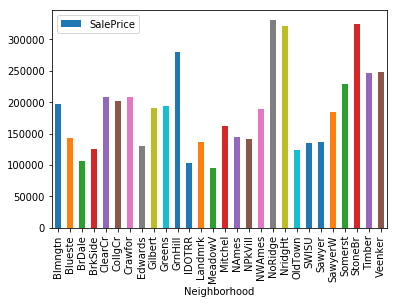 SalePrice
300000
250000
200000
150000
100000
50000
0
Blmngtn
Blueste
BrDale
BrkSide
ClearCr
CollgCr
Crawfor
Edwards
Gilbert
Greens
GrnHill
IDOTRR
Landmrk
MeadowV
Mitchel
NAmes
NPkVill
NWAmes
NoRidge
NridgHt
OldTown
SWISU
Sawyer
SawyerW
Somerst
StoneBr
Timber
Veenker
Neighborhood